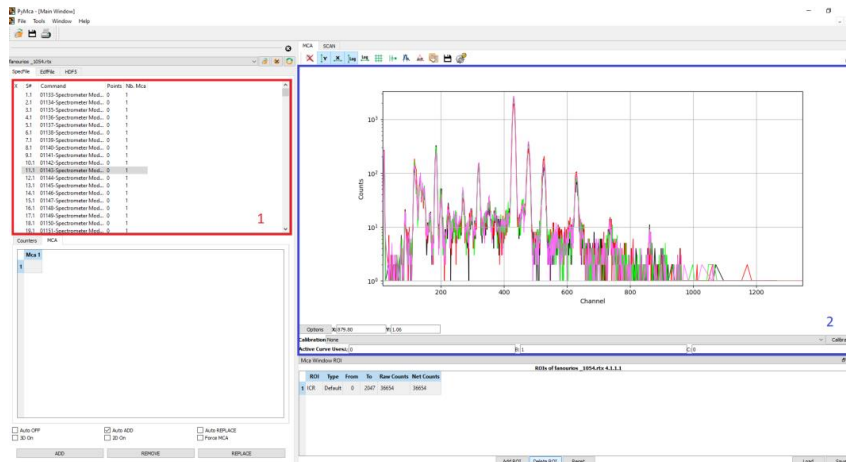 PyMca - [Main Window]
File Tools Window Help
fanouriov _1054.rtx
SpecFile EdfFile HDF5
X S# Command Points Nb. Mca
1.1 01133-Spectrometer Mod... 0 1
2.1 01134-Spectrometer Mod... 0 1
3.1 01135-Spectrometer Mod... 0 1
4.1 01136-Spectrometer Mod... 0 1
5.1 01137-Spectrometer Mod... 0 1
6.1 01138-Spectrometer Mod... 0 1
7.1 01139-Spectrometer Mod... 0 1
8.1 01140-Spectrometer Mod... 0 1
9.1 01141-Spectrometer Mod... 0 1
10.1 01142-Spectrometer Mod... 0 1
11.1 01143-Spectrometer Mod... 0 1
12.1 01144-Spectrometer Mod... 0 1
13.1 01145-Spectrometer Mod... 0 1
14.1 01146-Spectrometer Mod... 0 1
15.1 01147-Spectrometer Mod... 0 1
16.1 01148-Spectrometer Mod... 0 1
17.1 01149-Spectrometer Mod... 0 1
18.1 01150-Spectrometer Mod... 0 1
19.1 01151-Spectrometer Mod... 0 1
1
Counters MCA
Mca 1
1
Auto OFF Auto ADD Auto REPLACE
3D On 2D On Force MCA
ADD REMOVE REPLACE
MCA SCAN
10³
10²
10¹
10⁰
Counts
200 400 600 800 1000 1200
Channel
2
Options X: 879.80 Y: 1.00
Calibration None
Active Curve Uses A: 0 B: 1 C: 0
Mca Window ROI
ROIs of fanouriov _1054.rtx 4.1.1.1
ROI Type From To Raw Counts Net Counts
1 ICR Default 0 2047 36654 36654
Add ROI Delete ROI Reset Load Save